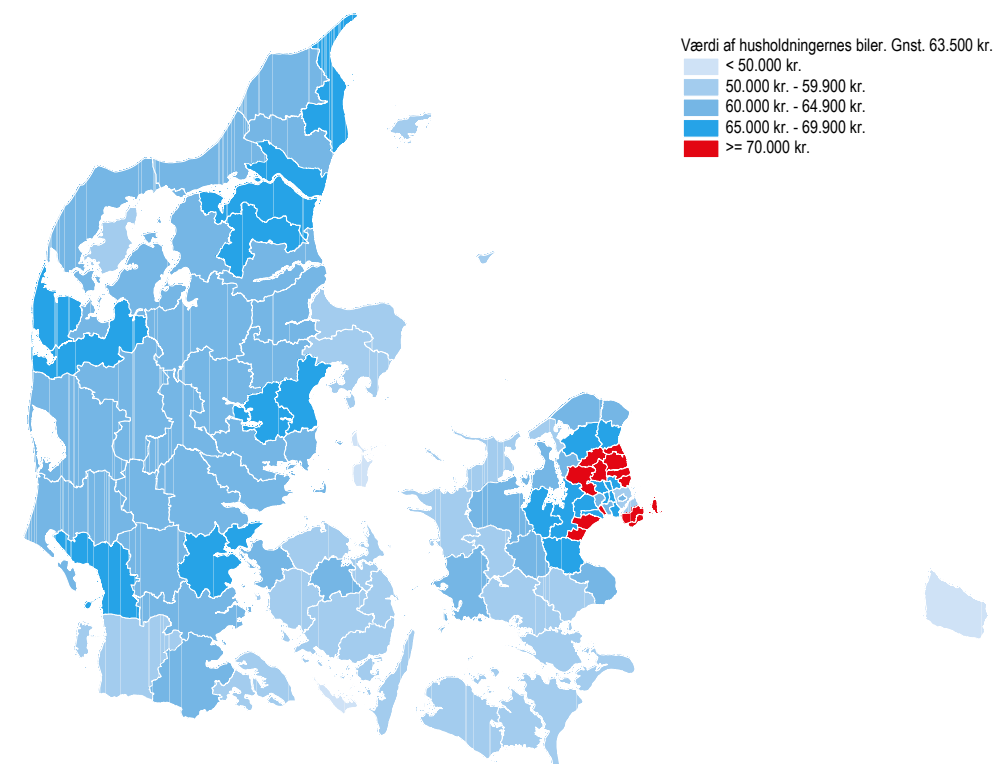 Værdi af husholdningernes biler. Gnst. 63.500 kr.
< 50.000 kr.
50.000 kr. - 59.900 kr.
60.000 kr. - 64.900 kr.
65.000 kr. - 69.900 kr.
>= 70.000 kr.